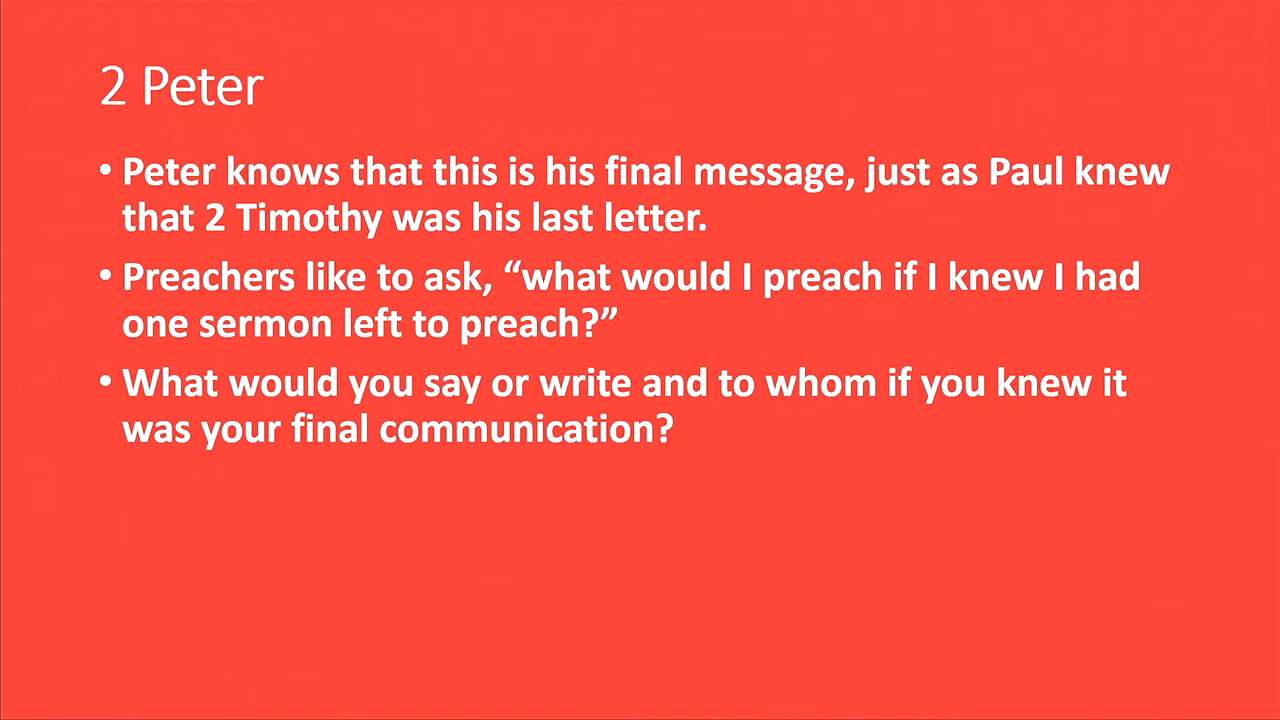 2 Peter
• Peter knows that this is his final message, just as Paul knew
that 2 Timothy was his last letter.
• Preachers like to ask, “what would I preach if I knew I had
one sermon left to preach?”
• What would you say or write and to whom if you knew it
was your final communication?